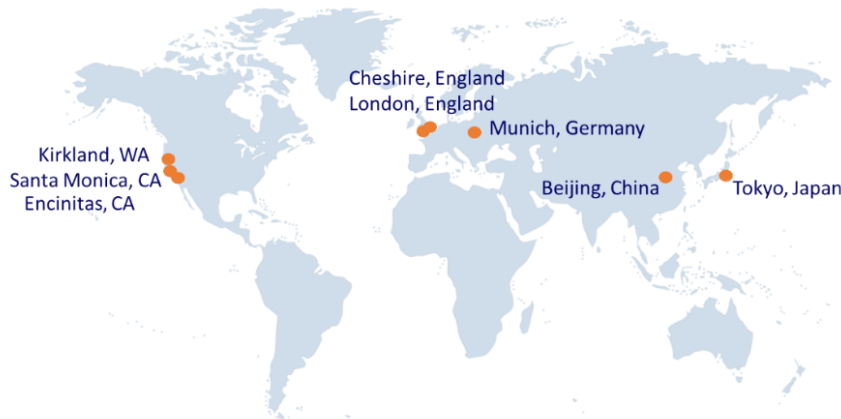 Cheshire, England
London, England
Munich, Germany
Kirkland, WA
Santa Monica, CA
Encinitas, CA
Beijing, China
Tokyo, Japan